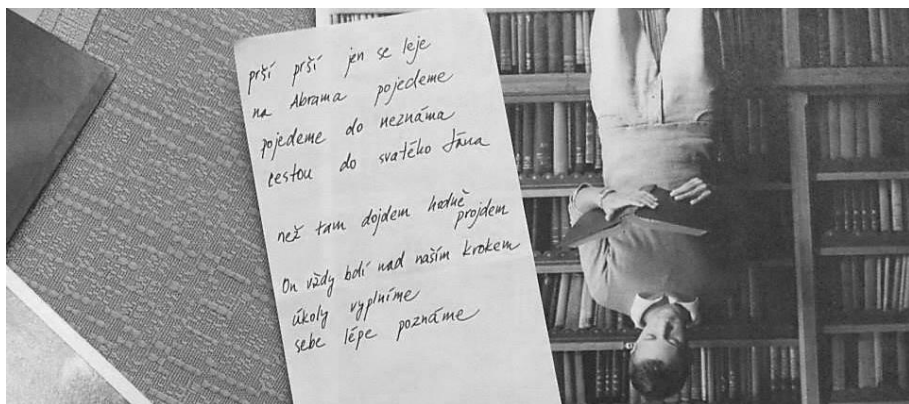 prší prší jen se leje
na Abrama pojedeme
pojedeme do neznáma
cestou do svatého Jána
než tam dojdem hodně
projdem
On vždy bdí nad naším krokem
úkoly vyplníme
sebe lépe poznáme